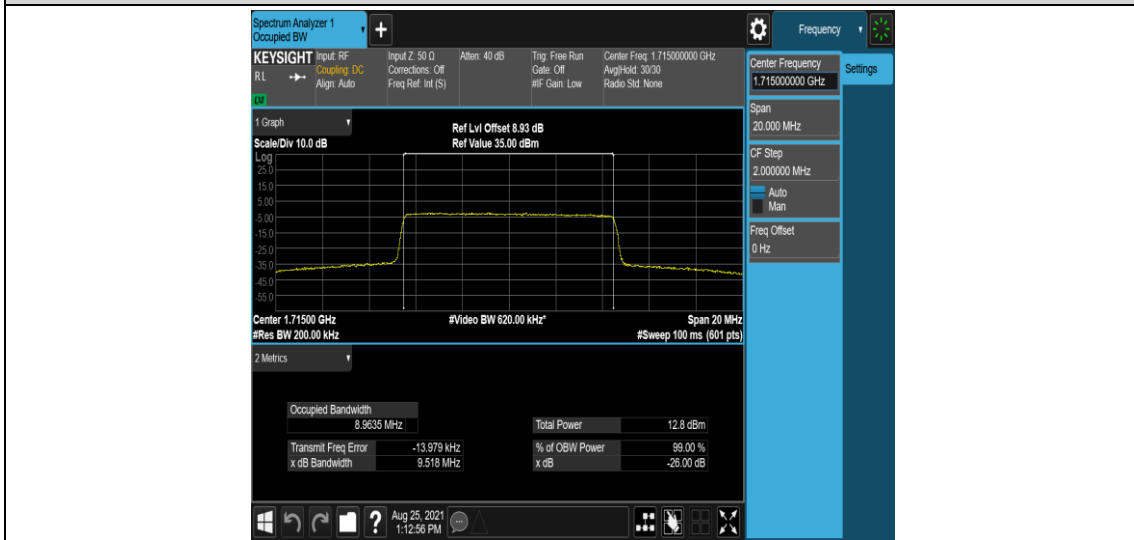 Spectrum Analyzer 1
Occupied BW
Frequency
KEYSIGHT
RL
LXI
Input: RF
Coupling: DC
Align: Auto
Input Z: 50 Ω
Corrections: Off
Freq Ref: Int (S)
Atten: 40 dB
Trig: Free Run
Gate: Off
#IF Gain: Low
Center Freq: 1.715000000 GHz
Avg|Hold: 30/30
Radio Std: None
Center Frequency
1.715000000 GHz
Settings
Span
20.000 MHz
CF Step
2.000000 MHz
Auto
Man
Freq Offset
0 Hz
1 Graph
Scale/Div 10.0 dB
Ref Lvl Offset 8.93 dB
Ref Value 35.00 dBm
Log
25.0
15.0
5.00
-5.00
-15.0
-25.0
-35.0
-45.0
-55.0
Center 1.71500 GHz
#Res BW 200.00 kHz
#Video BW 620.00 kHz*
Span 20 MHz
#Sweep 100 ms (601 pts)
2 Metrics
Occupied Bandwidth
8.9635 MHz
Total Power 12.8 dBm
Transmit Freq Error -13.979 kHz
% of OBW Power 99.00 %
x dB Bandwidth 9.518 MHz
x dB -26.00 dB
?
Aug 25, 2021
1:12:56 PM